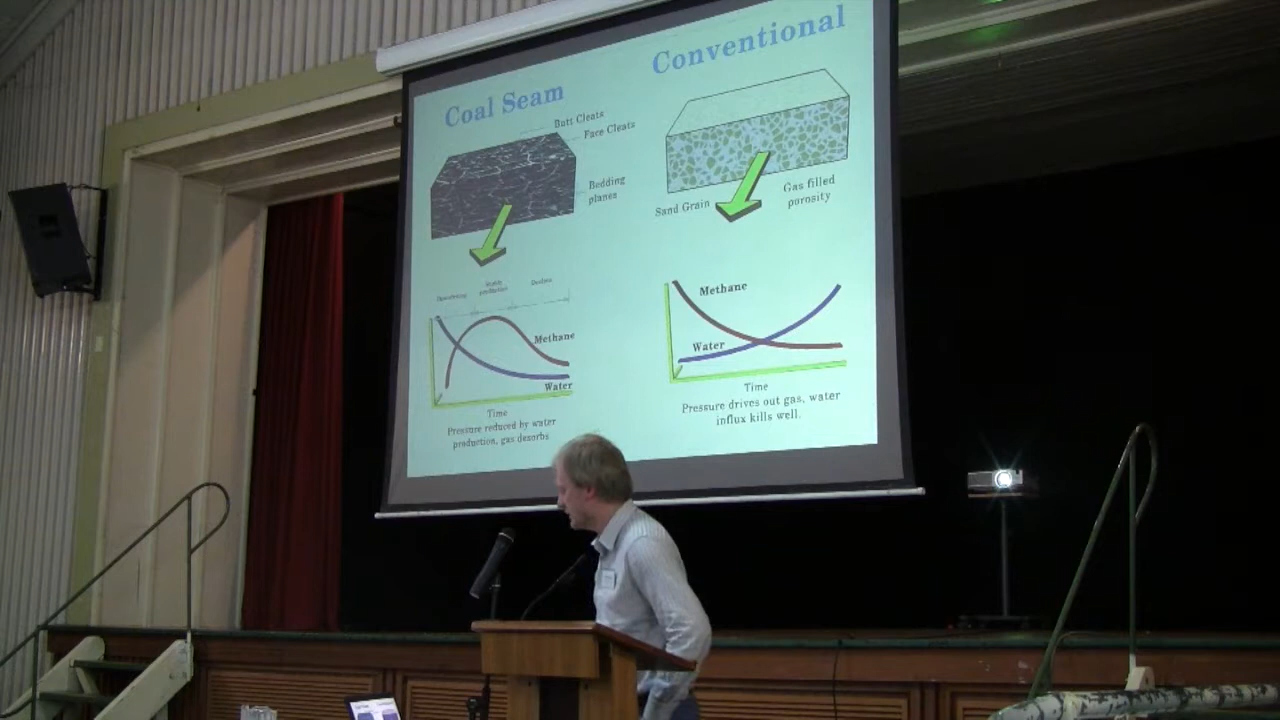 Coal Seam
Butt Cleats
Face Cleats
Bedding
planes
Methane
Water
Time
Pressure reduced by water
production, gas desorbs
Conventional
Sand Grain
Gas filled
porosity
Methane
Water
Time
Pressure drives out gas, water
influx kills well.